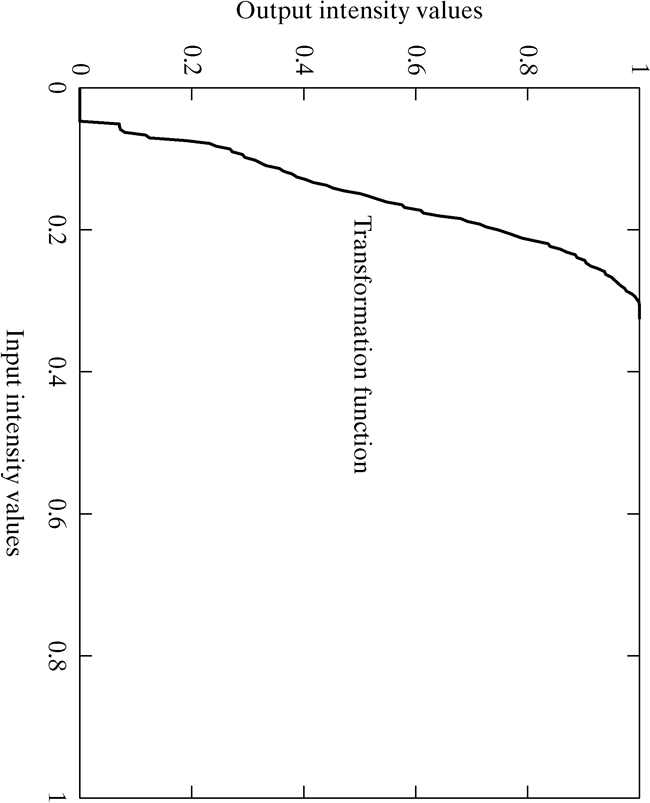 Output intensity values
0 0.2 0.4 0.6 0.8 1
0
0.2
0.4
0.6
0.8
1
Transformation function
Input intensity values